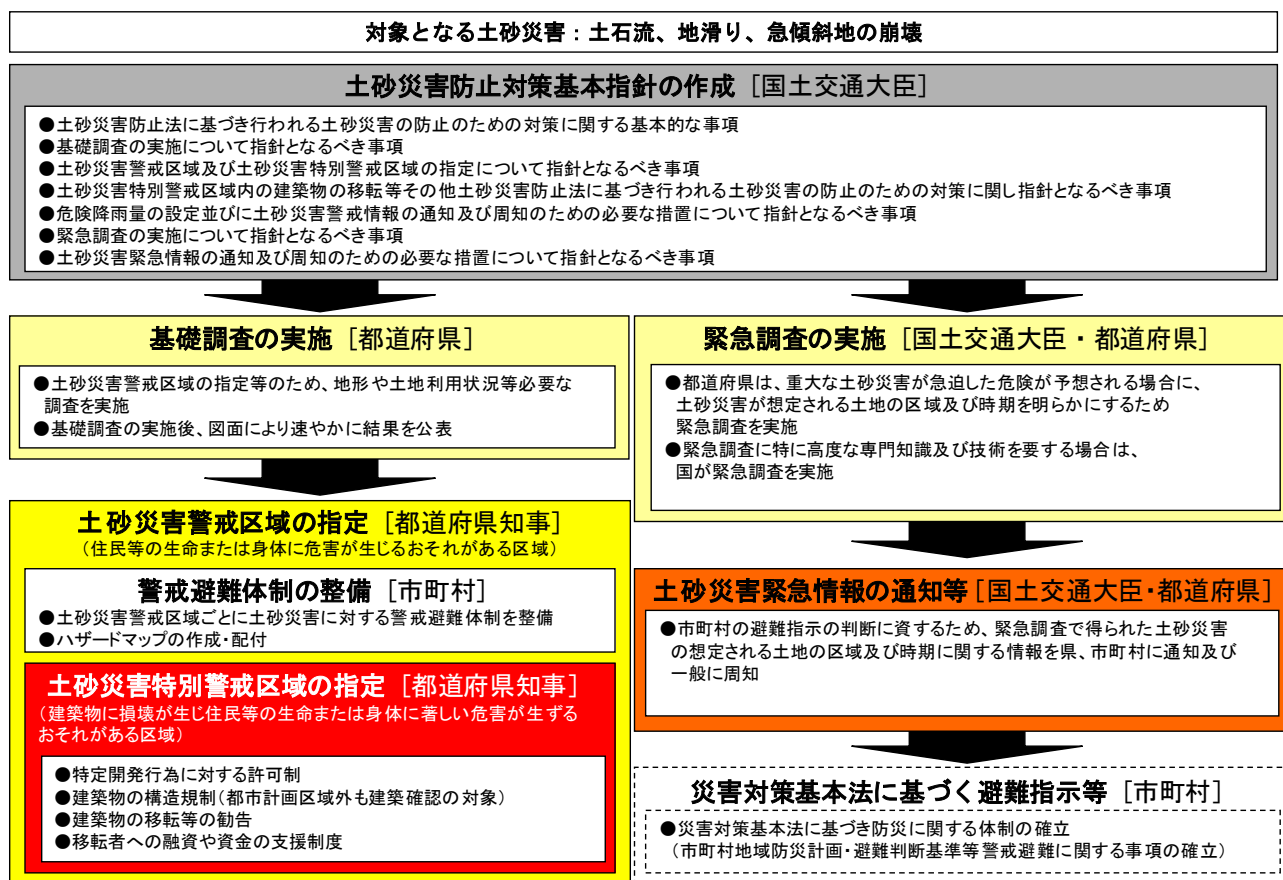 対象となる土砂災害：土石流、地滑り、急傾斜地の崩壊
土砂災害防止対策基本指針の作成［国土交通大臣］
●土砂災害防止法に基づき行われる土砂災害の防止のための対策に関する基本的な事項
●基礎調査の実施について指針となるべき事項
●土砂災害警戒区域及び土砂災害特別警戒区域の指定について指針となるべき事項
●土砂災害特別警戒区域内の建築物の移転等その他土砂災害防止法に基づき行われる土砂災害の防止のための対策に関し指針となるべき事項
●危険降雨量の設定並びに土砂災害警戒情報の通知及び周知のための必要な措置について指針となるべき事項
●緊急調査の実施について指針となるべき事項
●土砂災害緊急情報の通知及び周知のための必要な措置について指針となるべき事項
基礎調査の実施［都道府県］
●土砂災害警戒区域の指定等のため、地形や土地利用状況等必要な
調査を実施
●基礎調査の実施後、図面により速やかに結果を公表
土砂災害警戒区域の指定［都道府県知事］
（住民等の生命または身体に危害が生じるおそれがある区域）
警戒避難体制の整備［市町村］
●土砂災害警戒区域ごとに土砂災害に対する警戒避難体制を整備
●ハザードマップの作成・配付
土砂災害特別警戒区域の指定［都道府県知事］
（建築物に損壊が生じ住民等の生命または身体に著しい危害が生ずる
おそれがある区域）
●特定開発行為に対する許可制
●建築物の構造規制（都市計画区域外も建築確認の対象）
●建築物の移転等の勧告
●移転者への融資や資金の支援制度
緊急調査の実施［国土交通大臣・都道府県］
●都道府県は、重大な土砂災害が急迫した危険が予想される場合に、
土砂災害が想定される土地の区域及び時期を明らかにするため
緊急調査を実施
●緊急調査に特に高度な専門知識及び技術を要する場合は、
国が緊急調査を実施
土砂災害緊急情報の通知等［国土交通大臣・都道府県］
●市町村の避難指示の判断に資するため、緊急調査で得られた土砂災害
の想定される土地の区域及び時期に関する情報を県、市町村に通知及び
一般に周知
災害対策基本法に基づく避難指示等［市町村］
●災害対策基本法に基づき防災に関する体制の確立
（市町村地域防災計画・避難判断基準等警戒避難に関する事項の確立）